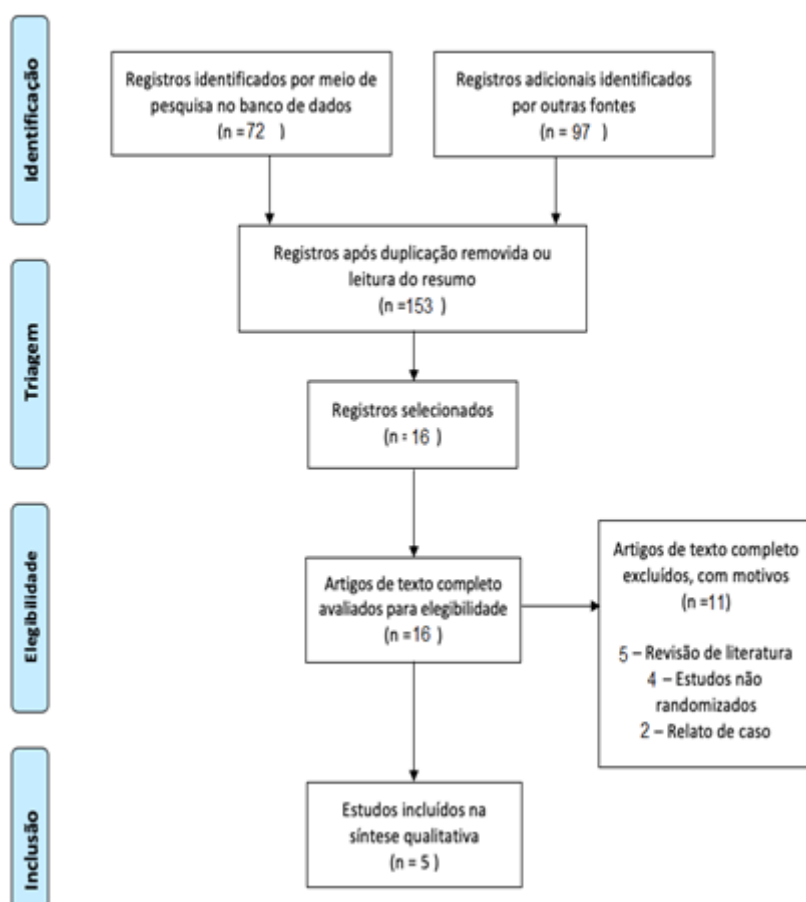 Identificação
Registros identificados por meio de
pesquisa no banco de dados
(n =72 )
Registros adicionais identificados
por outras fontes
(n = 97 )
Triagem
Registros após duplicação removida ou
leitura do resumo
(n =153 )
Registros selecionados
(n = 16 )
Elegibilidade
Artigos de texto completo
avaliados para elegibilidade
(n =16 )
Artigos de texto completo
excluídos, com motivos
(n =11)
5 – Revisão de literatura
4 – Estudos não
randomizados
2 – Relato de caso
Inclusão
Estudos incluídos na
síntese qualitativa
(n = 5 )